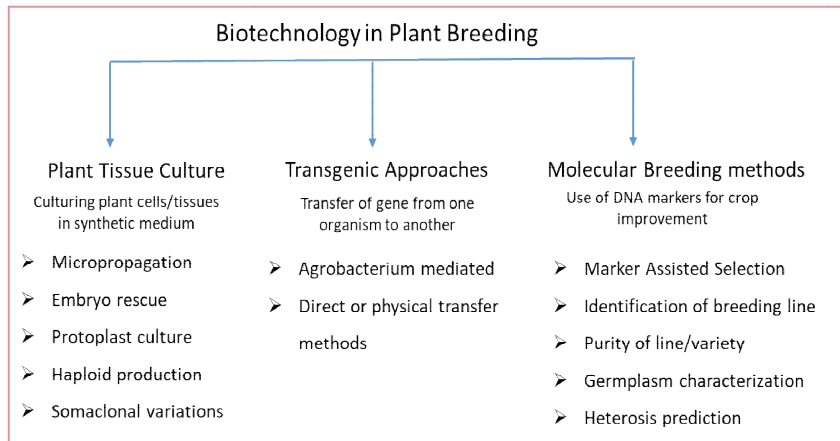 Biotechnology in Plant Breeding
Plant Tissue Culture
Culturing plant cells/tissues
in synthetic medium
➢ Micropropagation
➢ Embryo rescue
➢ Protoplast culture
➢ Haploid production
➢ Somaclonal variations
Transgenic Approaches
Transfer of gene from one
organism to another
➢ Agrobacterium mediated
➢ Direct or physical transfer
methods
Molecular Breeding methods
Use of DNA markers for crop
improvement
➢ Marker Assisted Selection
➢ Identification of breeding line
➢ Purity of line/variety
➢ Germplasm characterization
➢ Heterosis prediction